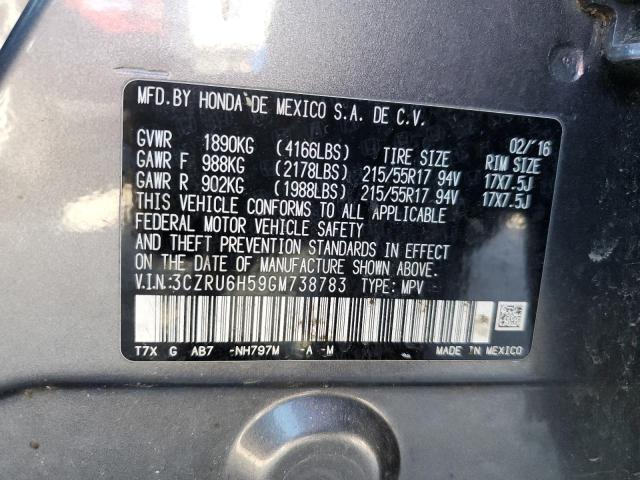 MFD.BY HONDA DE MEXICO S.A. DE C.V.
02/'16
GVWR 1890KG (4166LBS) TIRE SIZE RIM SIZE
GAWR F 988KG (2178LBS) 215/55R17 94V 17X7.5J
GAWR R 902KG (1988LBS) 215/55R17 94V 17X7.5J
THIS VEHICLE CONFORMS TO ALL APPLICABLE
FEDERAL MOTOR VEHICLE SAFETY
AND THEFT PREVENTION STANDARDS IN EFFECT
ON THE DATE OF MANUFACTURE SHOWN ABOVE.
V.I.N.:3CZRU6H59GM738783 TYPE: MPV
T7X G AB7 -NH797M -A -M MADE IN MEXICO